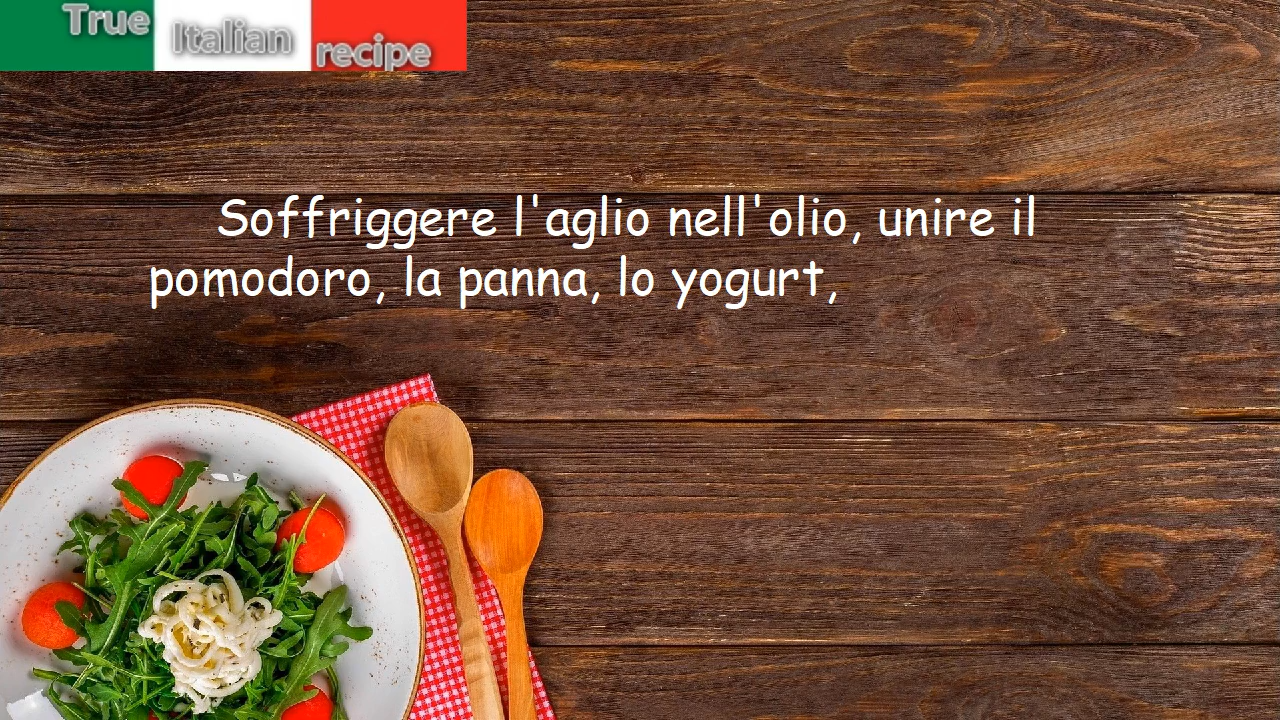 True
Italian
recipe
Soffriggere l'aglio nell'olio, unire il
pomodoro, la panna, lo yogurt,